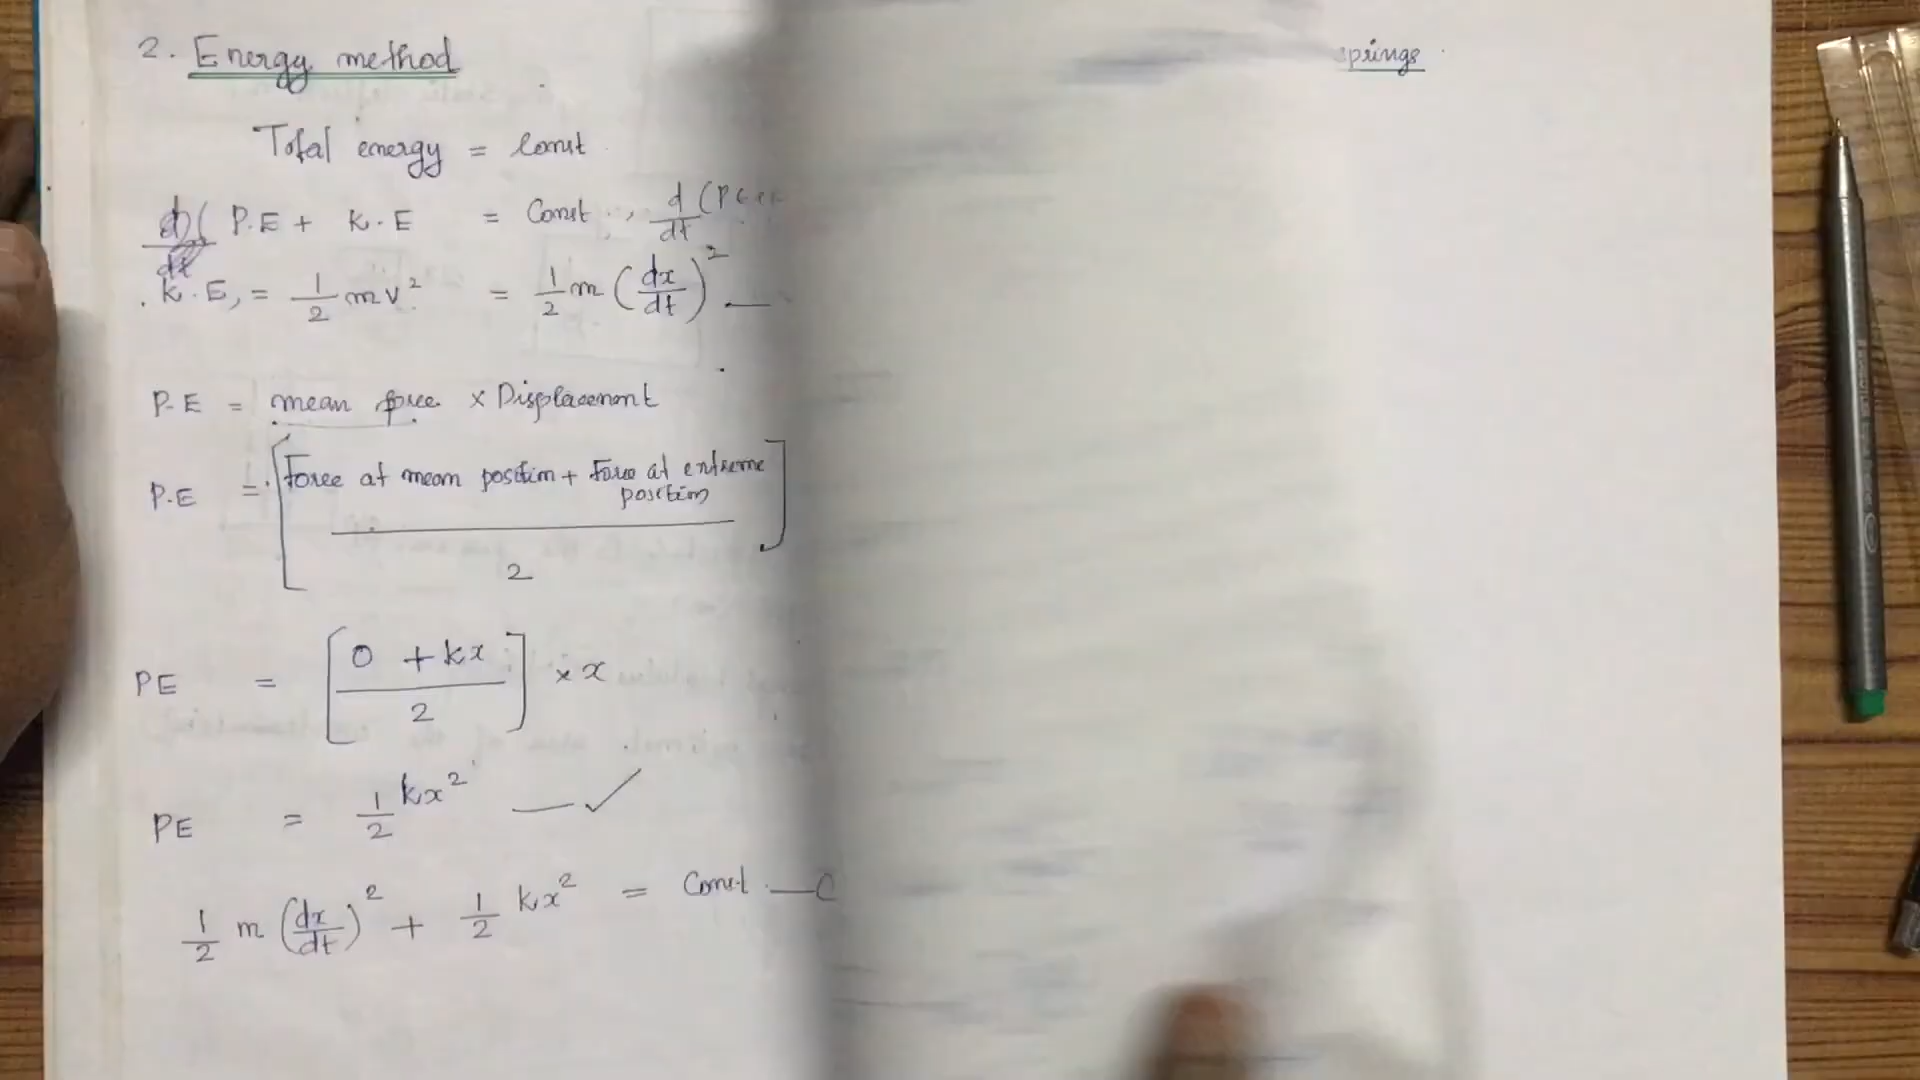 2. Energy method
Total energy = Const
P.E + K.E = Const, d/dt (PE
K.E, = 1/2 mv² = 1/2 m (dx/dt)² —
P.E = mean force × Displacement
P.E = [Force at mean position + Force at extreme position / 2]
PE = [0 + kx / 2] × x
PE = 1/2 kx² — ✓
1/2 m (dx/dt)² + 1/2 kx² = Const —
springs